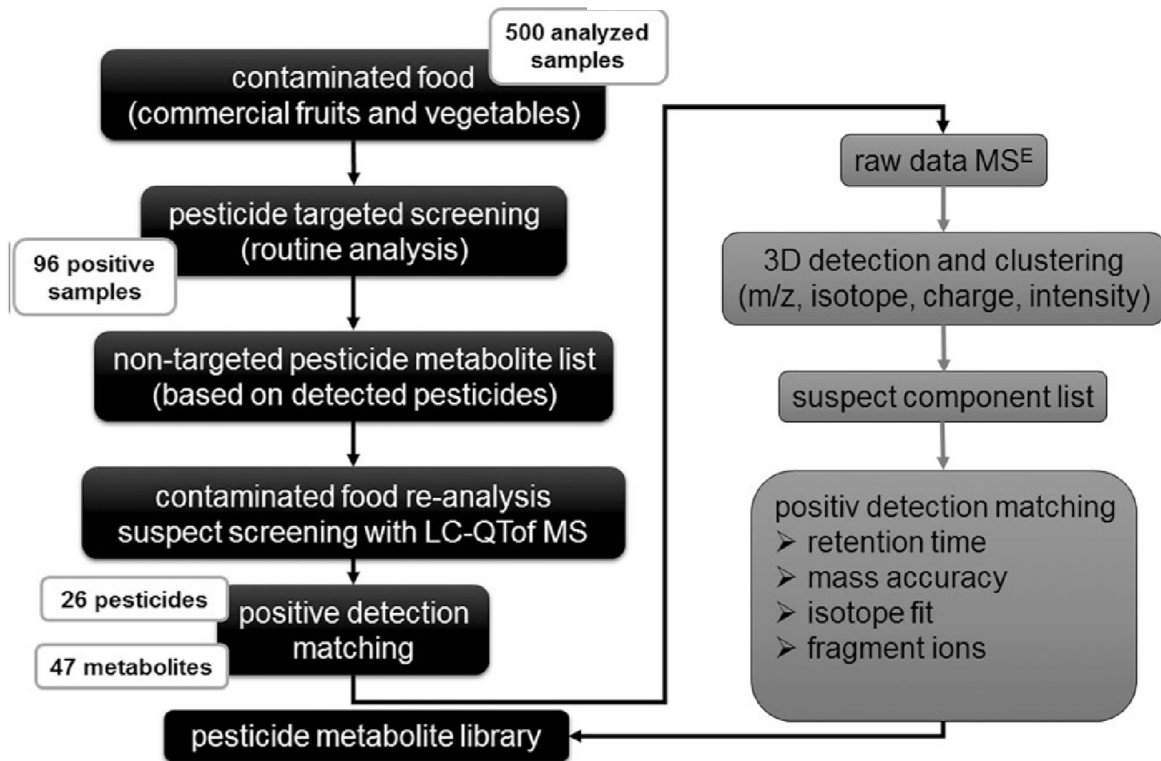 500 analyzed
samples
contaminated food
(commercial fruits and vegetables)
pesticide targeted screening
(routine analysis)
96 positive
samples
non-targeted pesticide metabolite list
(based on detected pesticides)
contaminated food re-analysis
suspect screening with LC-QTof MS
26 pesticides
positive detection
matching
47 metabolites
pesticide metabolite library
raw data MSᴱ
3D detection and clustering
(m/z, isotope, charge, intensity)
suspect component list
positiv detection matching
➢ retention time
➢ mass accuracy
➢ isotope fit
➢ fragment ions